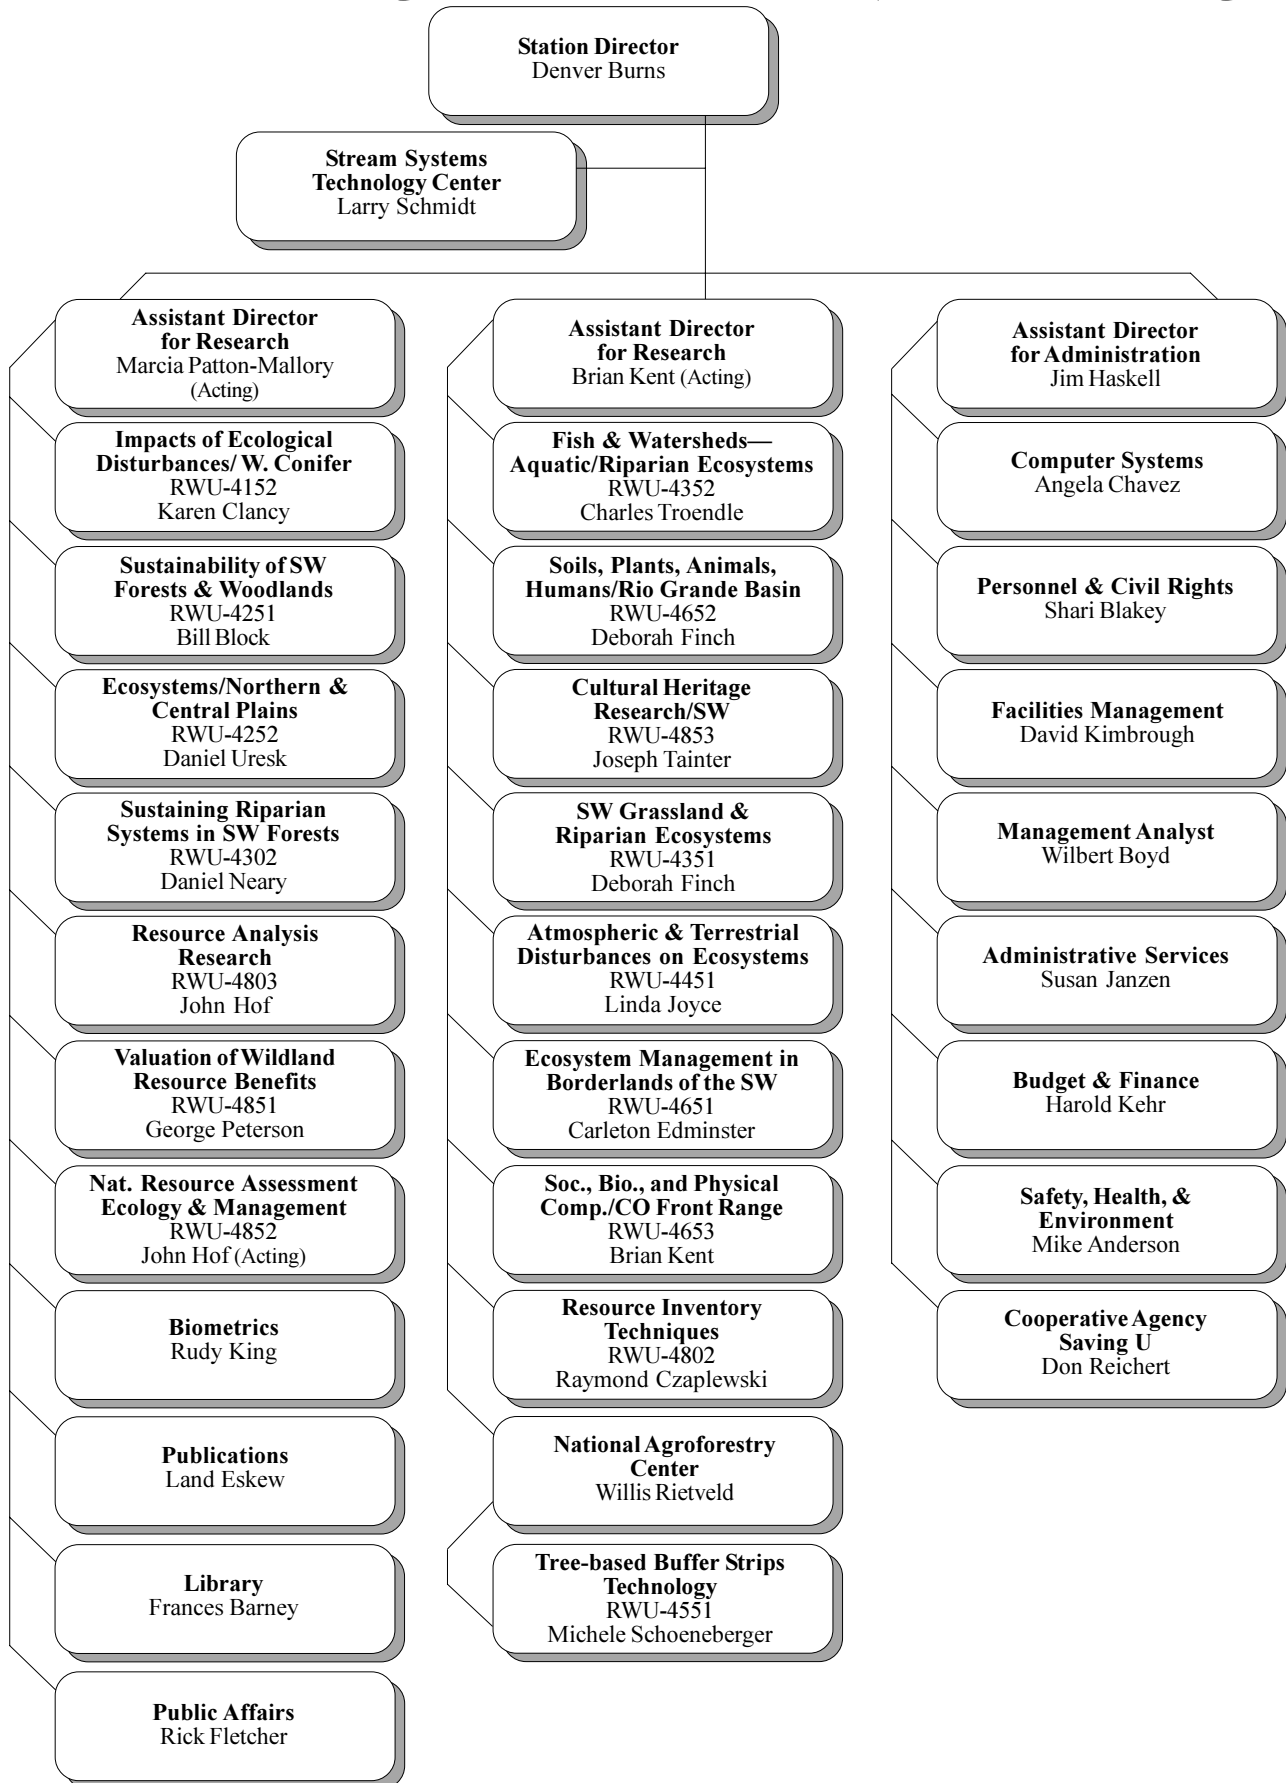 Station Director
Denver Burns
Stream Systems
Technology Center
Larry Schmidt
Assistant Director
for Research
Marcia Patton-Mallory
(Acting)
Impacts of Ecological
Disturbances/ W. Conifer
RWU-4152
Karen Clancy
Sustainability of SW
Forests & Woodlands
RWU-4251
Bill Block
Ecosystems/Northern &
Central Plains
RWU-4252
Daniel Uresk
Sustaining Riparian
Systems in SW Forests
RWU-4302
Daniel Neary
Resource Analysis
Research
RWU-4803
John Hof
Valuation of Wildland
Resource Benefits
RWU-4851
George Peterson
Nat. Resource Assessment
Ecology & Management
RWU-4852
John Hof (Acting)
Biometrics
Rudy King
Publications
Land Eskew
Library
Frances Barney
Public Affairs
Rick Fletcher
Assistant Director
for Research
Brian Kent (Acting)
Fish & Watersheds—
Aquatic/Riparian Ecosystems
RWU-4352
Charles Troendle
Soils, Plants, Animals,
Humans/Rio Grande Basin
RWU-4652
Deborah Finch
Cultural Heritage
Research/SW
RWU-4853
Joseph Tainter
SW Grassland &
Riparian Ecosystems
RWU-4351
Deborah Finch
Atmospheric & Terrestrial
Disturbances on Ecosystems
RWU-4451
Linda Joyce
Ecosystem Management in
Borderlands of the SW
RWU-4651
Carleton Edminster
Soc., Bio., and Physical
Comp./CO Front Range
RWU-4653
Brian Kent
Resource Inventory
Techniques
RWU-4802
Raymond Czaplewski
National Agroforestry
Center
Willis Rietveld
Tree-based Buffer Strips
Technology
RWU-4551
Michele Schoeneberger
Assistant Director
for Administration
Jim Haskell
Computer Systems
Angela Chavez
Personnel & Civil Rights
Shari Blakey
Facilities Management
David Kimbrough
Management Analyst
Wilbert Boyd
Administrative Services
Susan Janzen
Budget & Finance
Harold Kehr
Safety, Health, &
Environment
Mike Anderson
Cooperative Agency
Saving U
Don Reichert